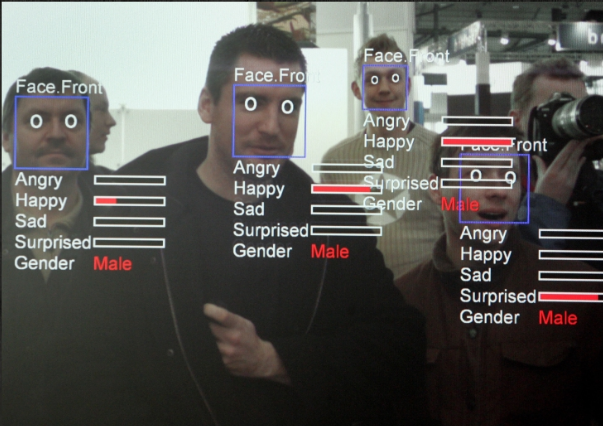 Face.Front
Angry
Happy
Sad
Surprised
Gender Male
Face.Front
Angry
Happy
Sad
Surprised
Gender Male
Face.Front
Angry
Happy
Sad
Surprised
Gender Male
Face.Front
Angry
Happy
Sad
Surprised
Gender Male